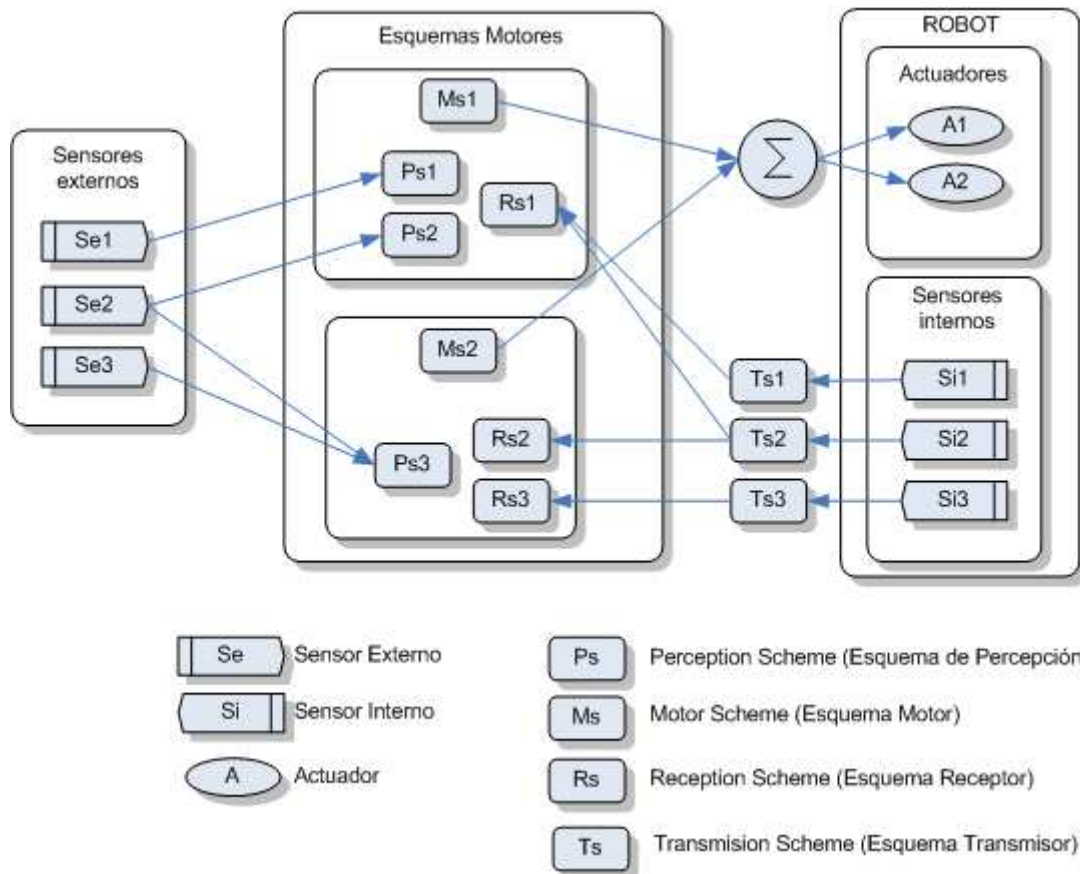 Esquemas Motores
ROBOT
Actuadores
Ms1
A1
Sensores
externos
Ps1
A2
Rs1
Se1
Ps2
Se2
Sensores
internos
Ms2
Se3
Ts1
Si1
Rs2
Ts2
Si2
Ps3
Rs3
Ts3
Si3
Se
Sensor Externo
Si
Sensor Interno
A
Actuador
Ps
Perception Scheme (Esquema de Percepción
Ms
Motor Scheme (Esquema Motor)
Rs
Reception Scheme (Esquema Receptor)
Ts
Transmision Scheme (Esquema Transmisor)
∑